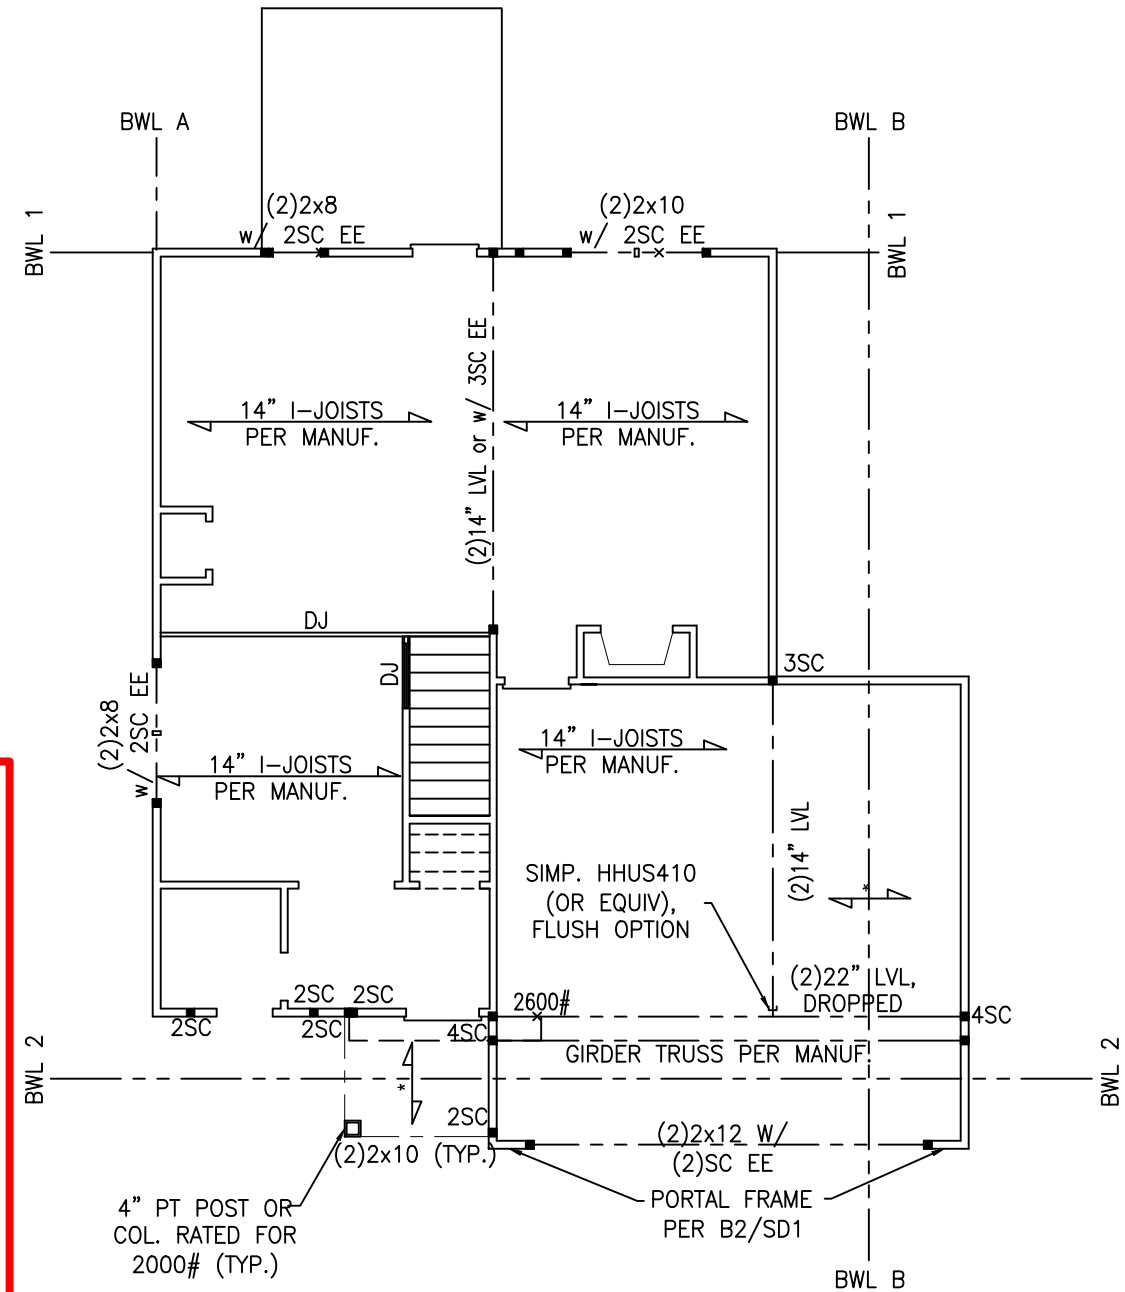 BWL A
BWL B
BWL 1
(2)2x8
w 2SC EE
(2)2x10
w 2SC EE
BWL 1
(2)14" LVL or w/ 3SC EE
14" I-JOISTS
PER MANUF.
14" I-JOISTS
PER MANUF.
DJ
DJ
3SC
(2)2x8
w 2SC EE
14" I-JOISTS
PER MANUF.
14" I-JOISTS
PER MANUF.
(2)14" LVL
*
SIMP. HHUS410
(OR EQUIV),
FLUSH OPTION
(2)22" LVL,
DROPPED
2SC
2SC
2SC
2SC
2600#
4SC
4SC
GIRDER TRUSS PER MANUF.
BWL 2
BWL 2
*
2SC
(2)2x10 (TYP.)
(2)2x12 W/
(2)SC EE
4" PT POST OR
COL. RATED FOR
2000# (TYP.)
PORTAL FRAME
PER B2/SD1
BWL B